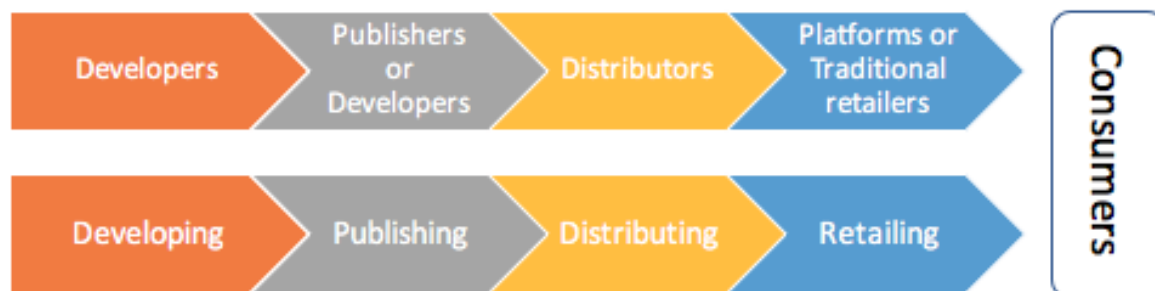 Developers
Publishers
or
Developers
Distributors
Platforms or
Traditional
retailers
Developing
Publishing
Distributing
Retailing
Consumers